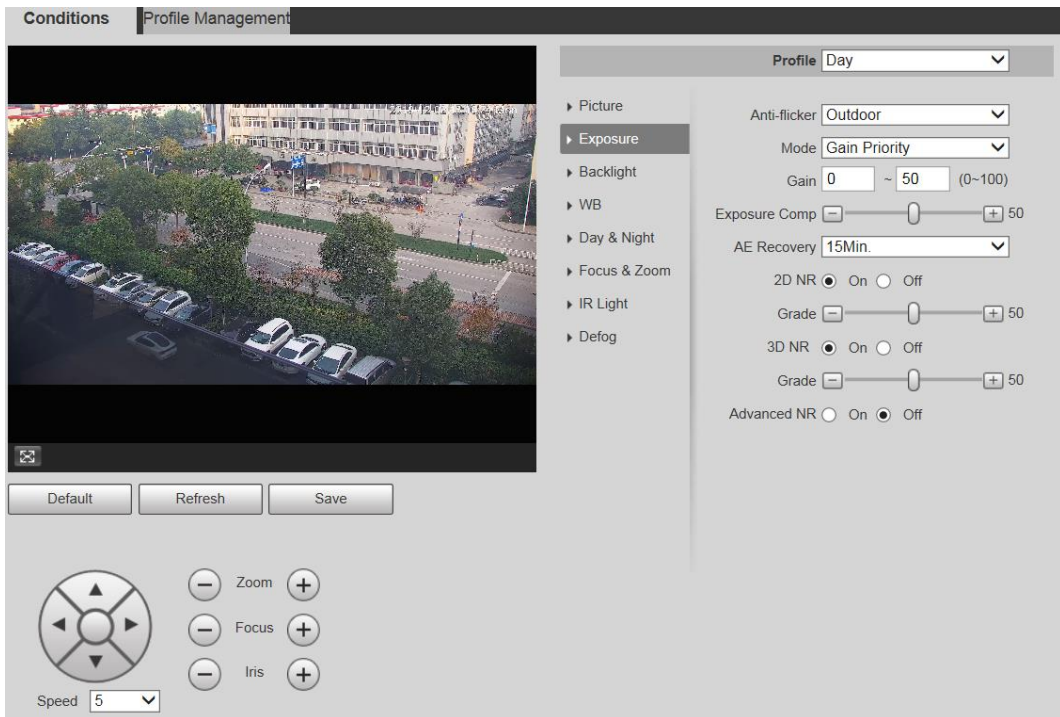 Conditions Profile Management
Profile Day
Picture
Exposure
Backlight
WB
Day & Night
Focus & Zoom
IR Light
Defog
Anti-flicker Outdoor
Mode Gain Priority
Gain 0 ~ 50 (0~100)
Exposure Comp 50
AE Recovery 15Min.
2D NR On Off
Grade 50
3D NR On Off
Grade 50
Advanced NR On Off
Default Refresh Save
Zoom
Focus
Iris
Speed 5